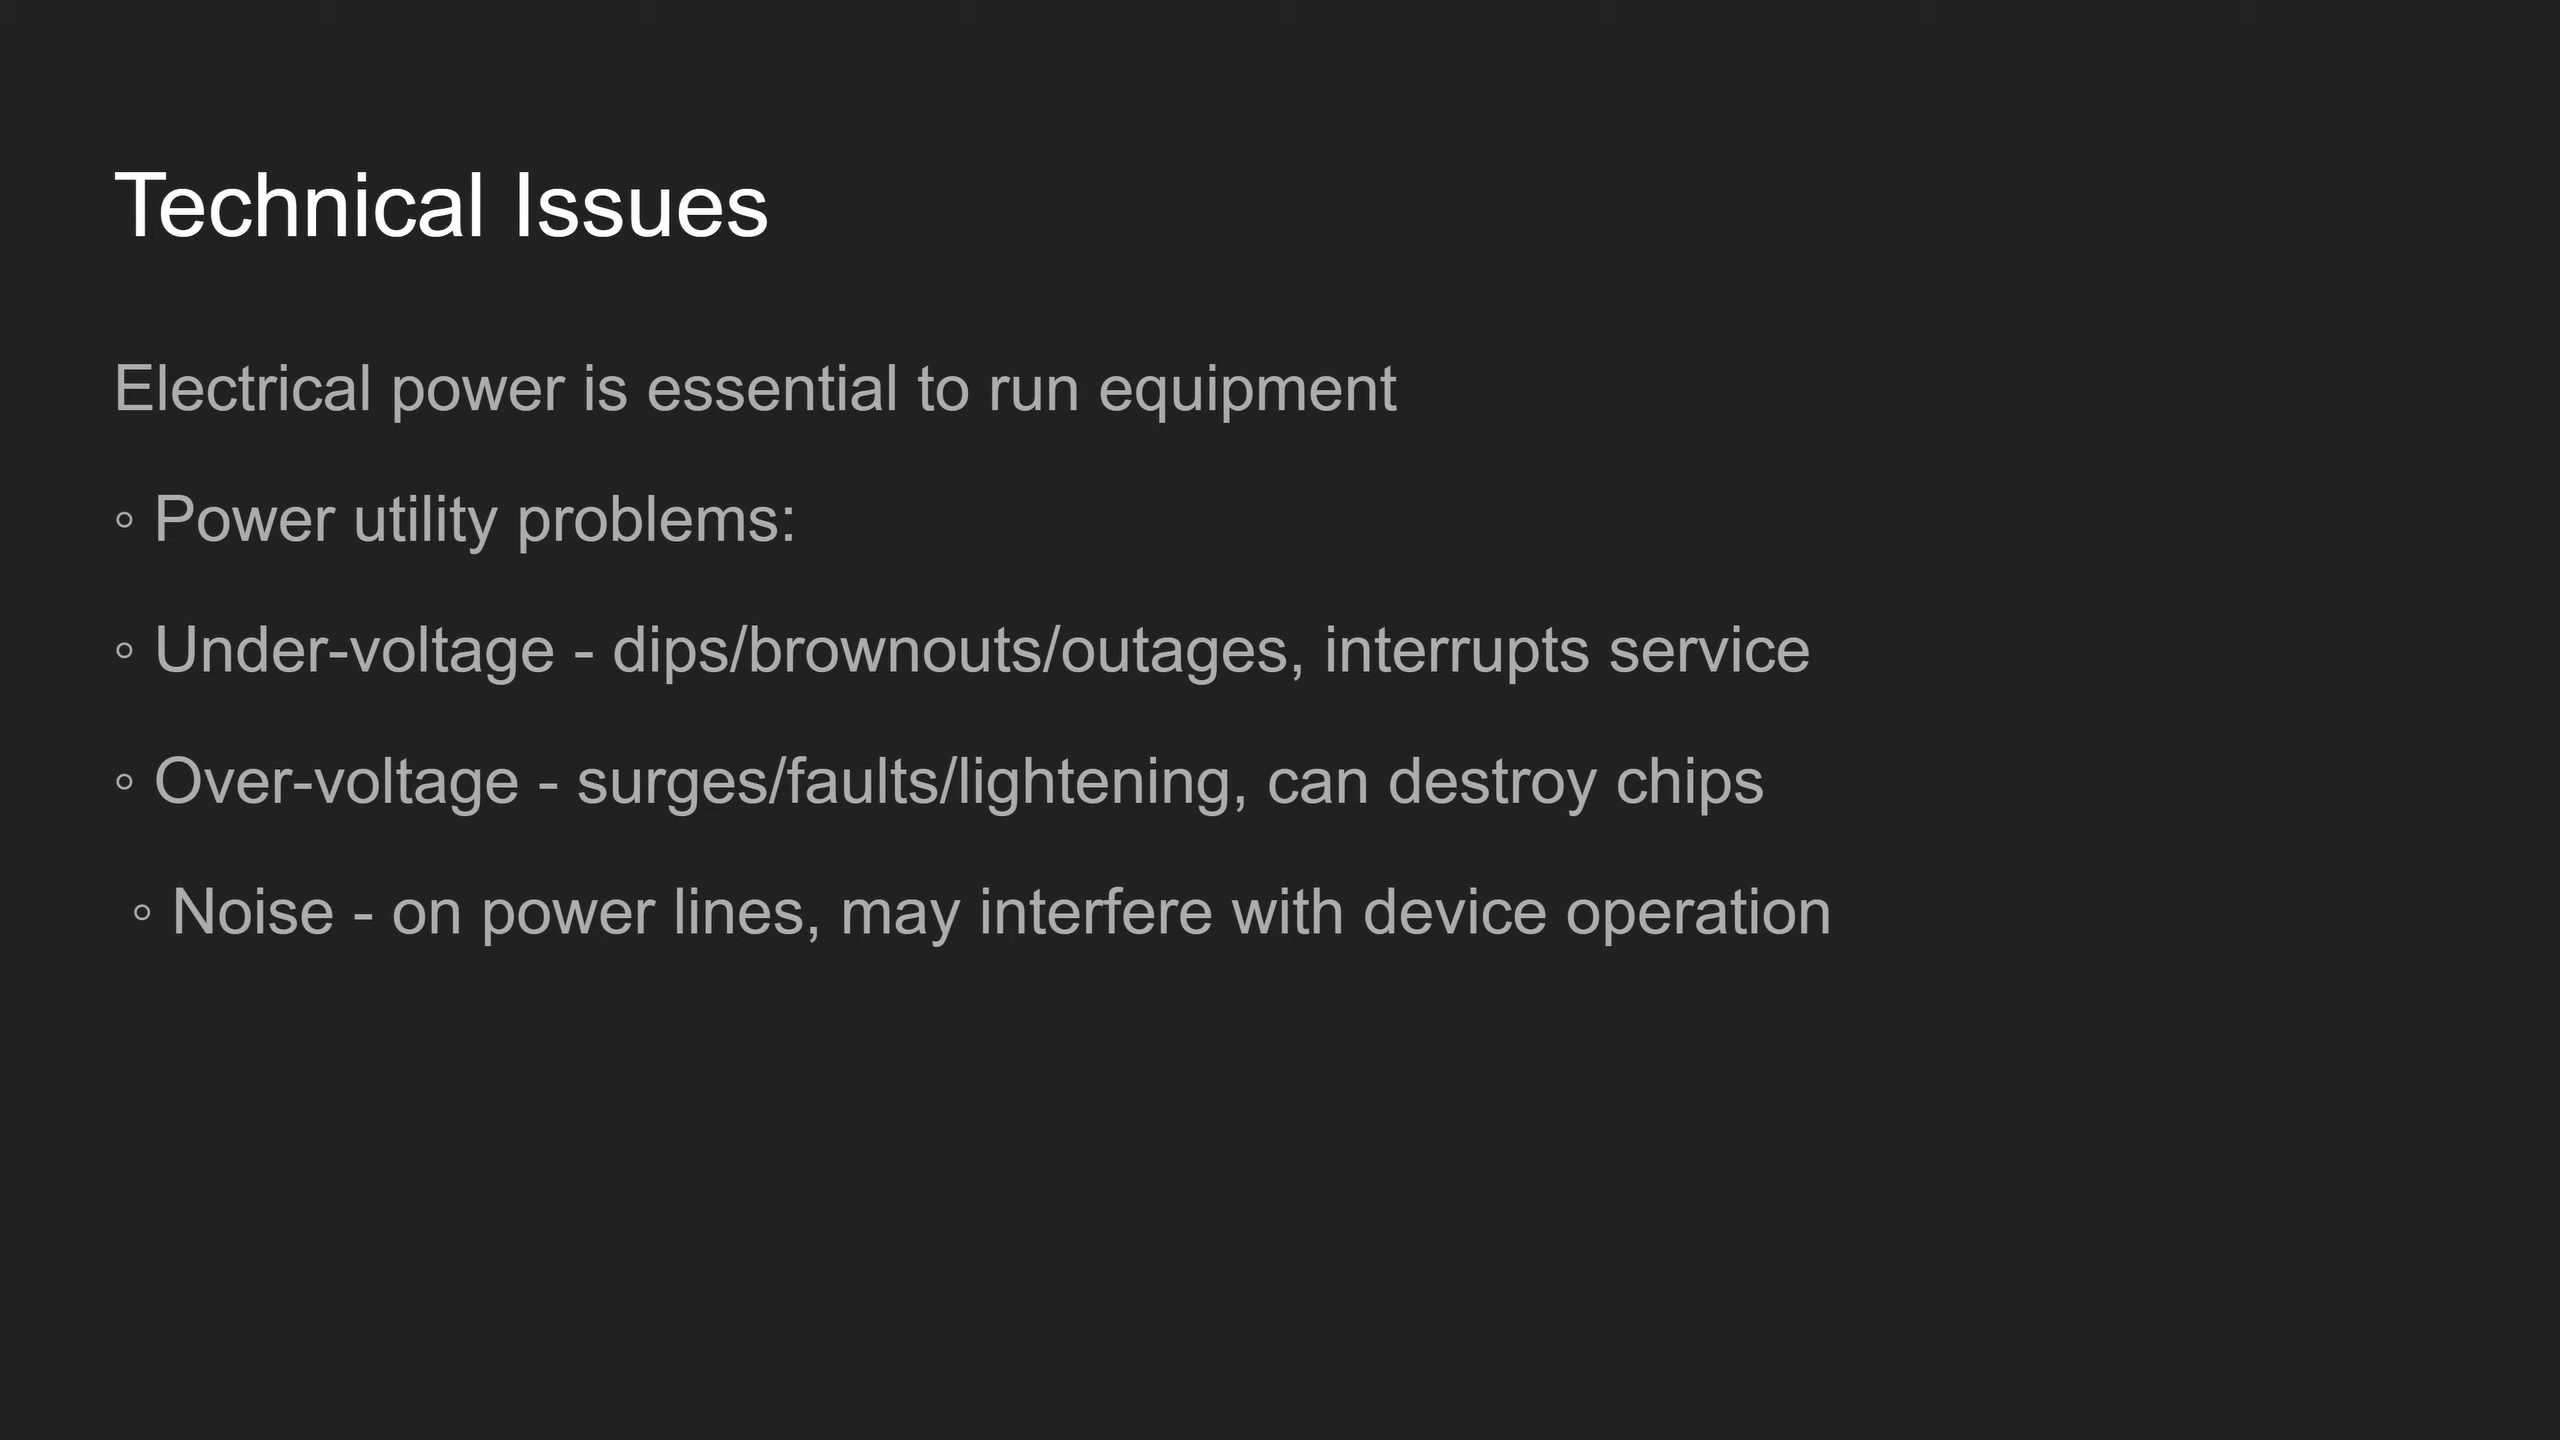 Technical Issues
Electrical power is essential to run equipment
◦ Power utility problems:
◦ Under-voltage - dips/brownouts/outages, interrupts service
◦ Over-voltage - surges/faults/lightening, can destroy chips
◦ Noise - on power lines, may interfere with device operation